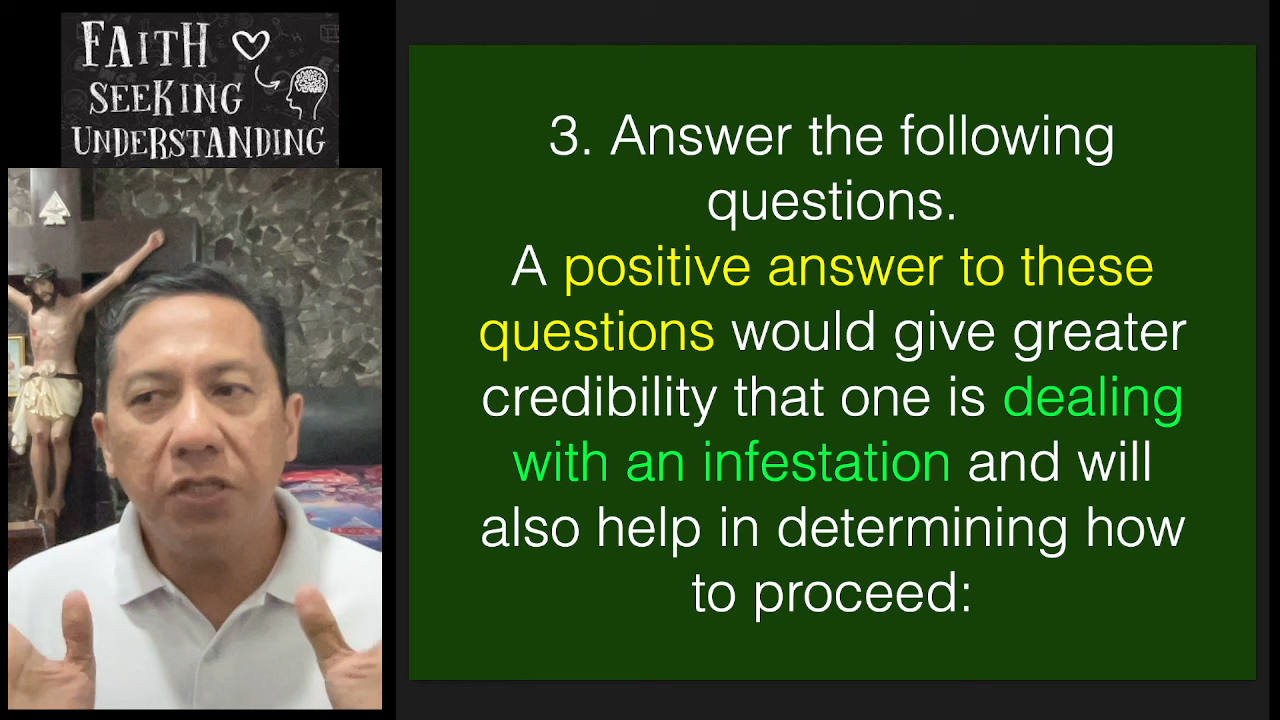 FAITH
SEEKING
UNDERSTANDING
3. Answer the following
questions.
A positive answer to these
questions would give greater
credibility that one is dealing
with an infestation and will
also help in determining how
to proceed: